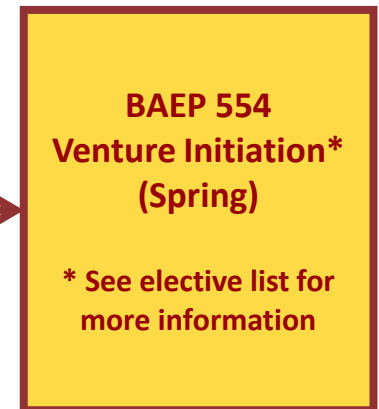 BAEP 554
Venture Initiation*
(Spring)
* See elective list for
more information